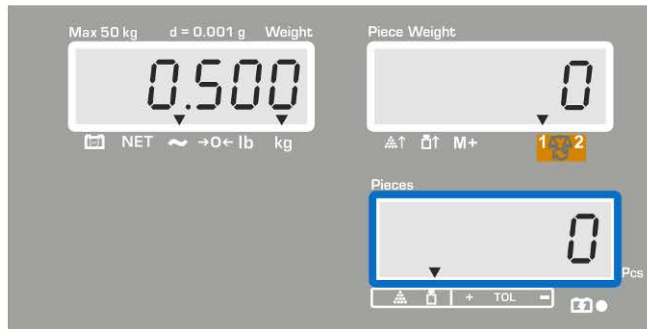 Max 50 kg d = 0.001 g Weight
0.500
NET ~ →0← lb kg
Piece Weight
0
M+ 1 2
Pieces
0
Pcs
+ TOL -